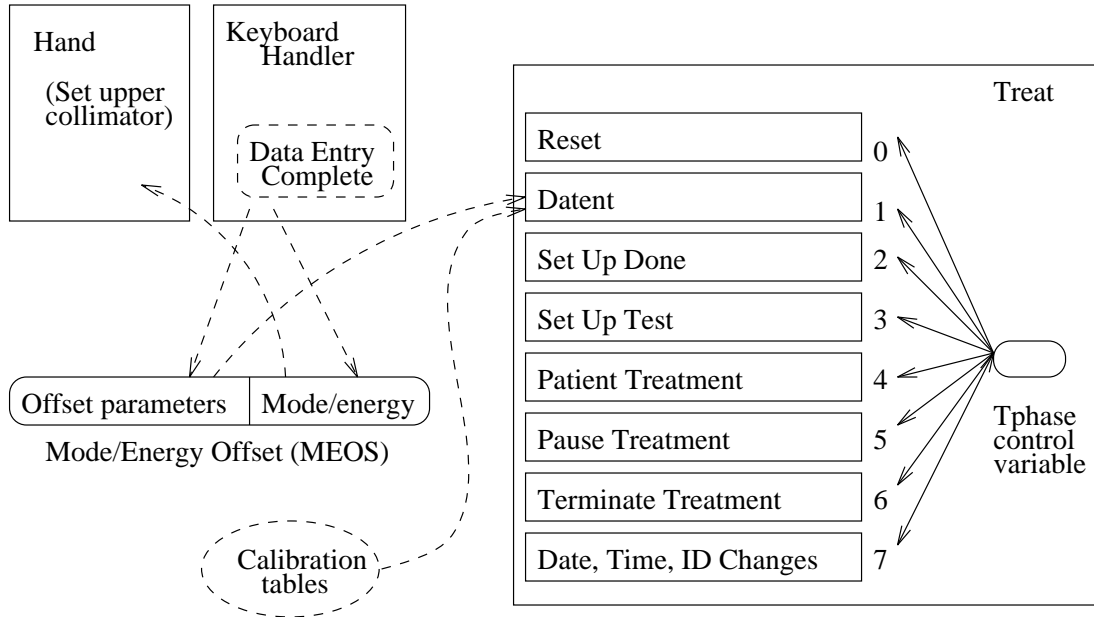 Hand
(Set upper
collimator)
Keyboard
Handler
Data Entry
Complete
Offset parameters
Mode/energy
Mode/Energy Offset (MEOS)
Calibration
tables
Treat
Reset
0
Datent
1
Set Up Done
2
Set Up Test
3
Patient Treatment
4
Pause Treatment
5
Terminate Treatment
6
Date, Time, ID Changes
7
Tphase
control
variable